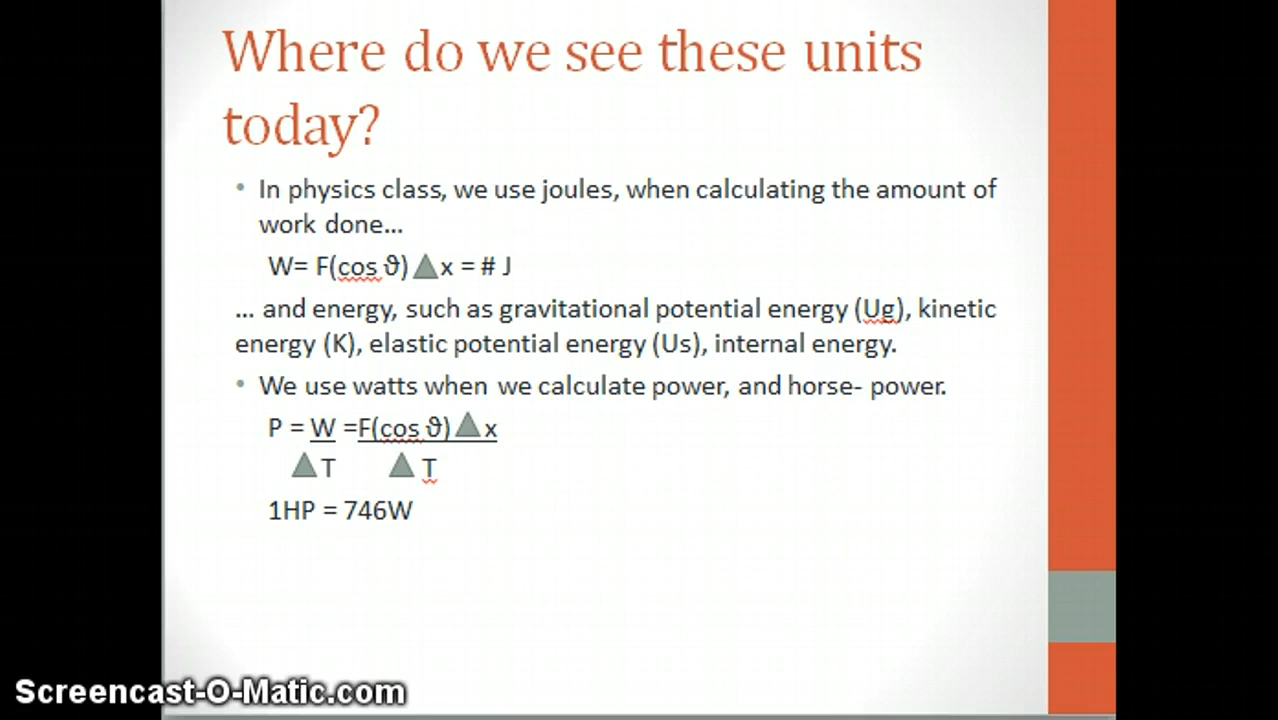 Where do we see these units
today?
• In physics class, we use joules, when calculating the amount of
work done...
W= F(cos ϑ)▲x = # J
... and energy, such as gravitational potential energy (Ug), kinetic
energy (K), elastic potential energy (Us), internal energy.
• We use watts when we calculate power, and horse- power.
P = W =F(cos ϑ)▲x
▲T ▲T
1HP = 746W
Screencast-O-Matic.com